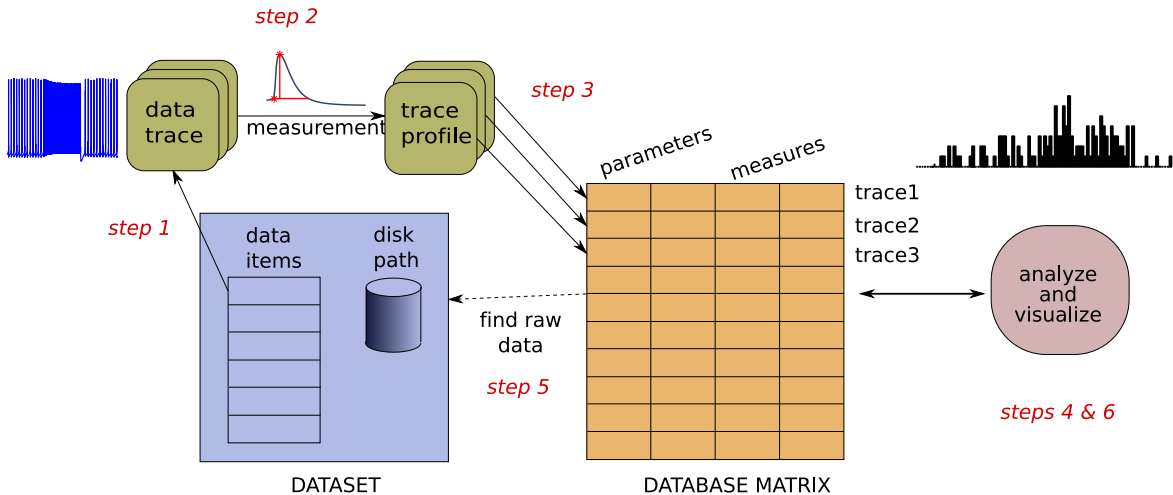 step 2
step 3
data
trace
measurement
trace
profile
parameters
measures
step 1
trace1
trace2
trace3
data
items
disk
path
find raw
data
step 5
analyze
and
visualize
steps 4 & 6
DATASET
DATABASE MATRIX